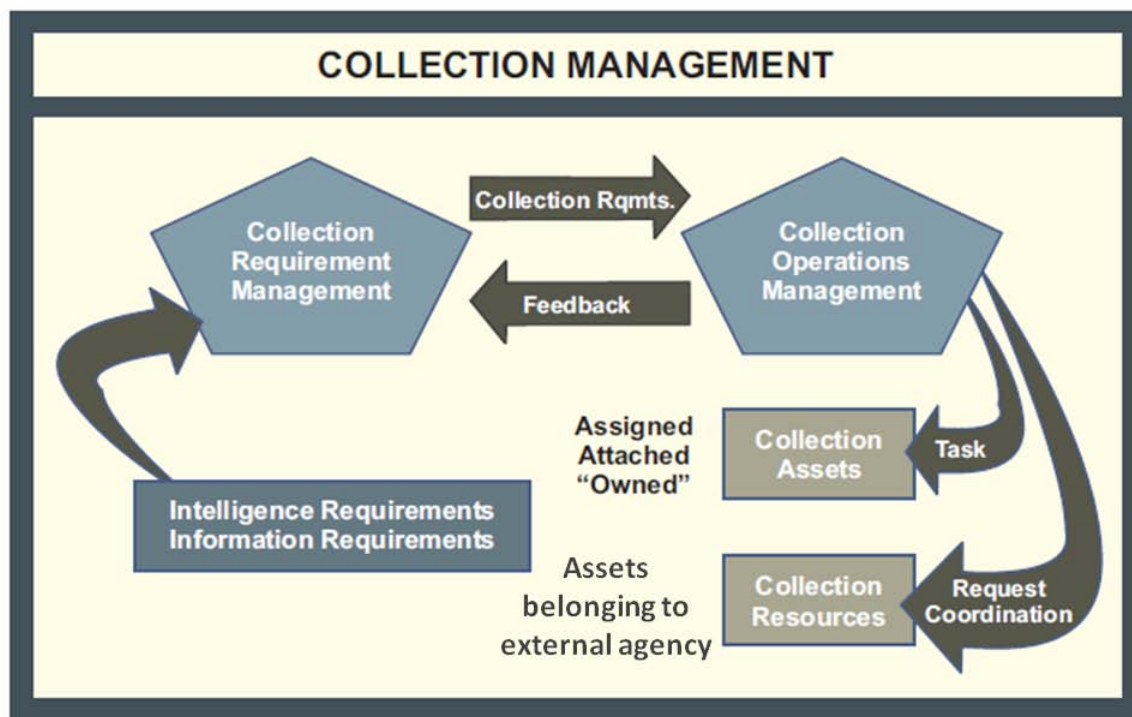 COLLECTION MANAGEMENT
Collection
Requirement
Management
Collection Rqmts.
Feedback
Collection
Operations
Management
Intelligence Requirements
Information Requirements
Assigned
Attached
“Owned”
Collection
Assets
Task
Assets
belonging to
external agency
Collection
Resources
Request
Coordination